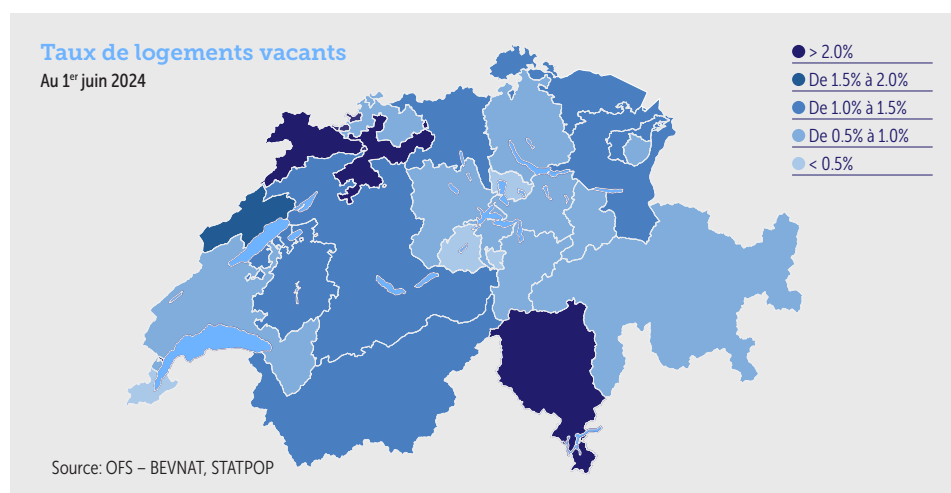 Taux de logements vacants
Au 1er juin 2024
> 2.0%
De 1.5% à 2.0%
De 1.0% à 1.5%
De 0.5% à 1.0%
< 0.5%
Source: OFS – BEVNAT, STATPOP